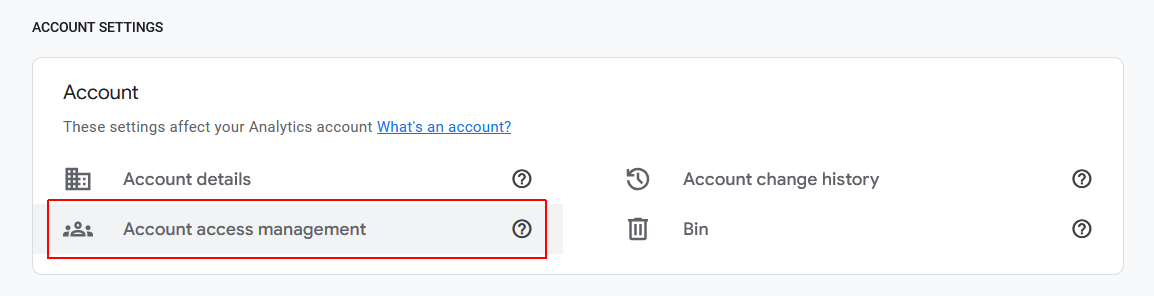 ACCOUNT SETTINGS
Account
These settings affect your Analytics account What's an account?
Account details
Account change history
Account access management
Bin